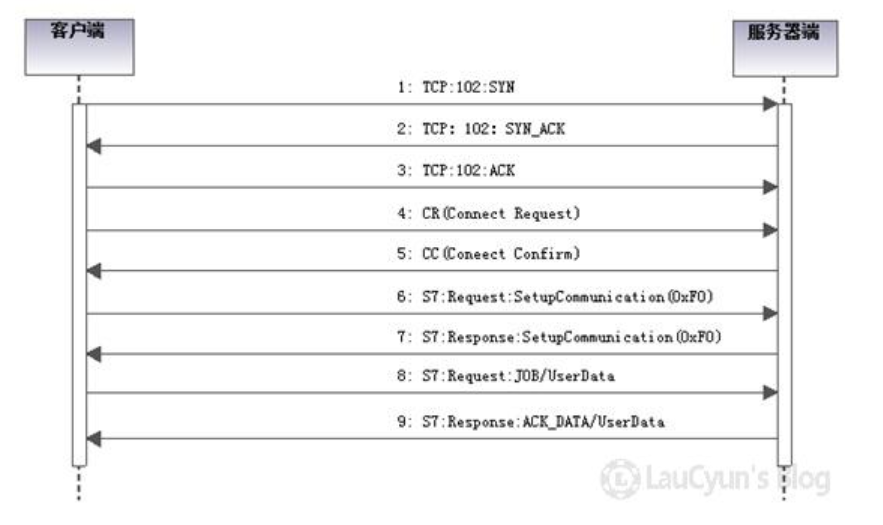 客户端
服务器端
1: TCP:102:SYN
2: TCP: 102: SYN_ACK
3: TCP:102:ACK
4: CR(Connect Request)
5: CC(Coneect Confirm)
6: S7:Request:SetupCommunication(0xF0)
7: S7:Response:SetupCommunication(0xF0)
8: S7:Request:JOB/UserData
9: S7:Response:ACK_DATA/UserData
LauCyun's Blog